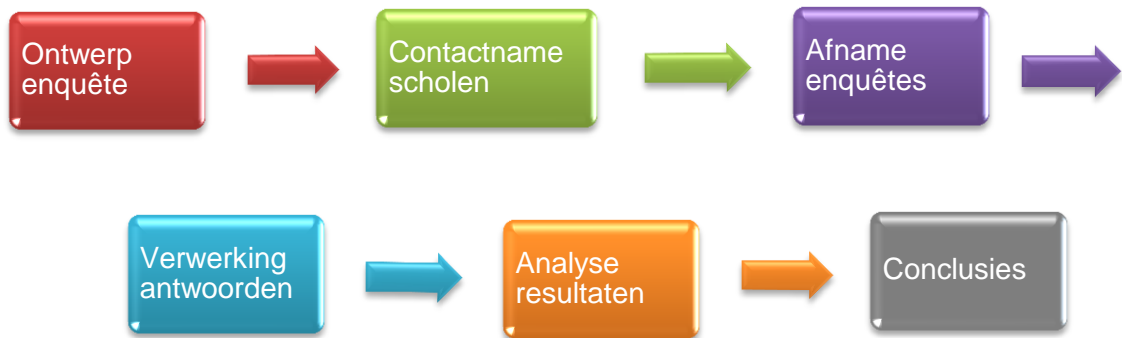 Ontwerp
enquête
Contactname
scholen
Afname
enquêtes
Verwerking
antwoorden
Analyse
resultaten
Conclusies